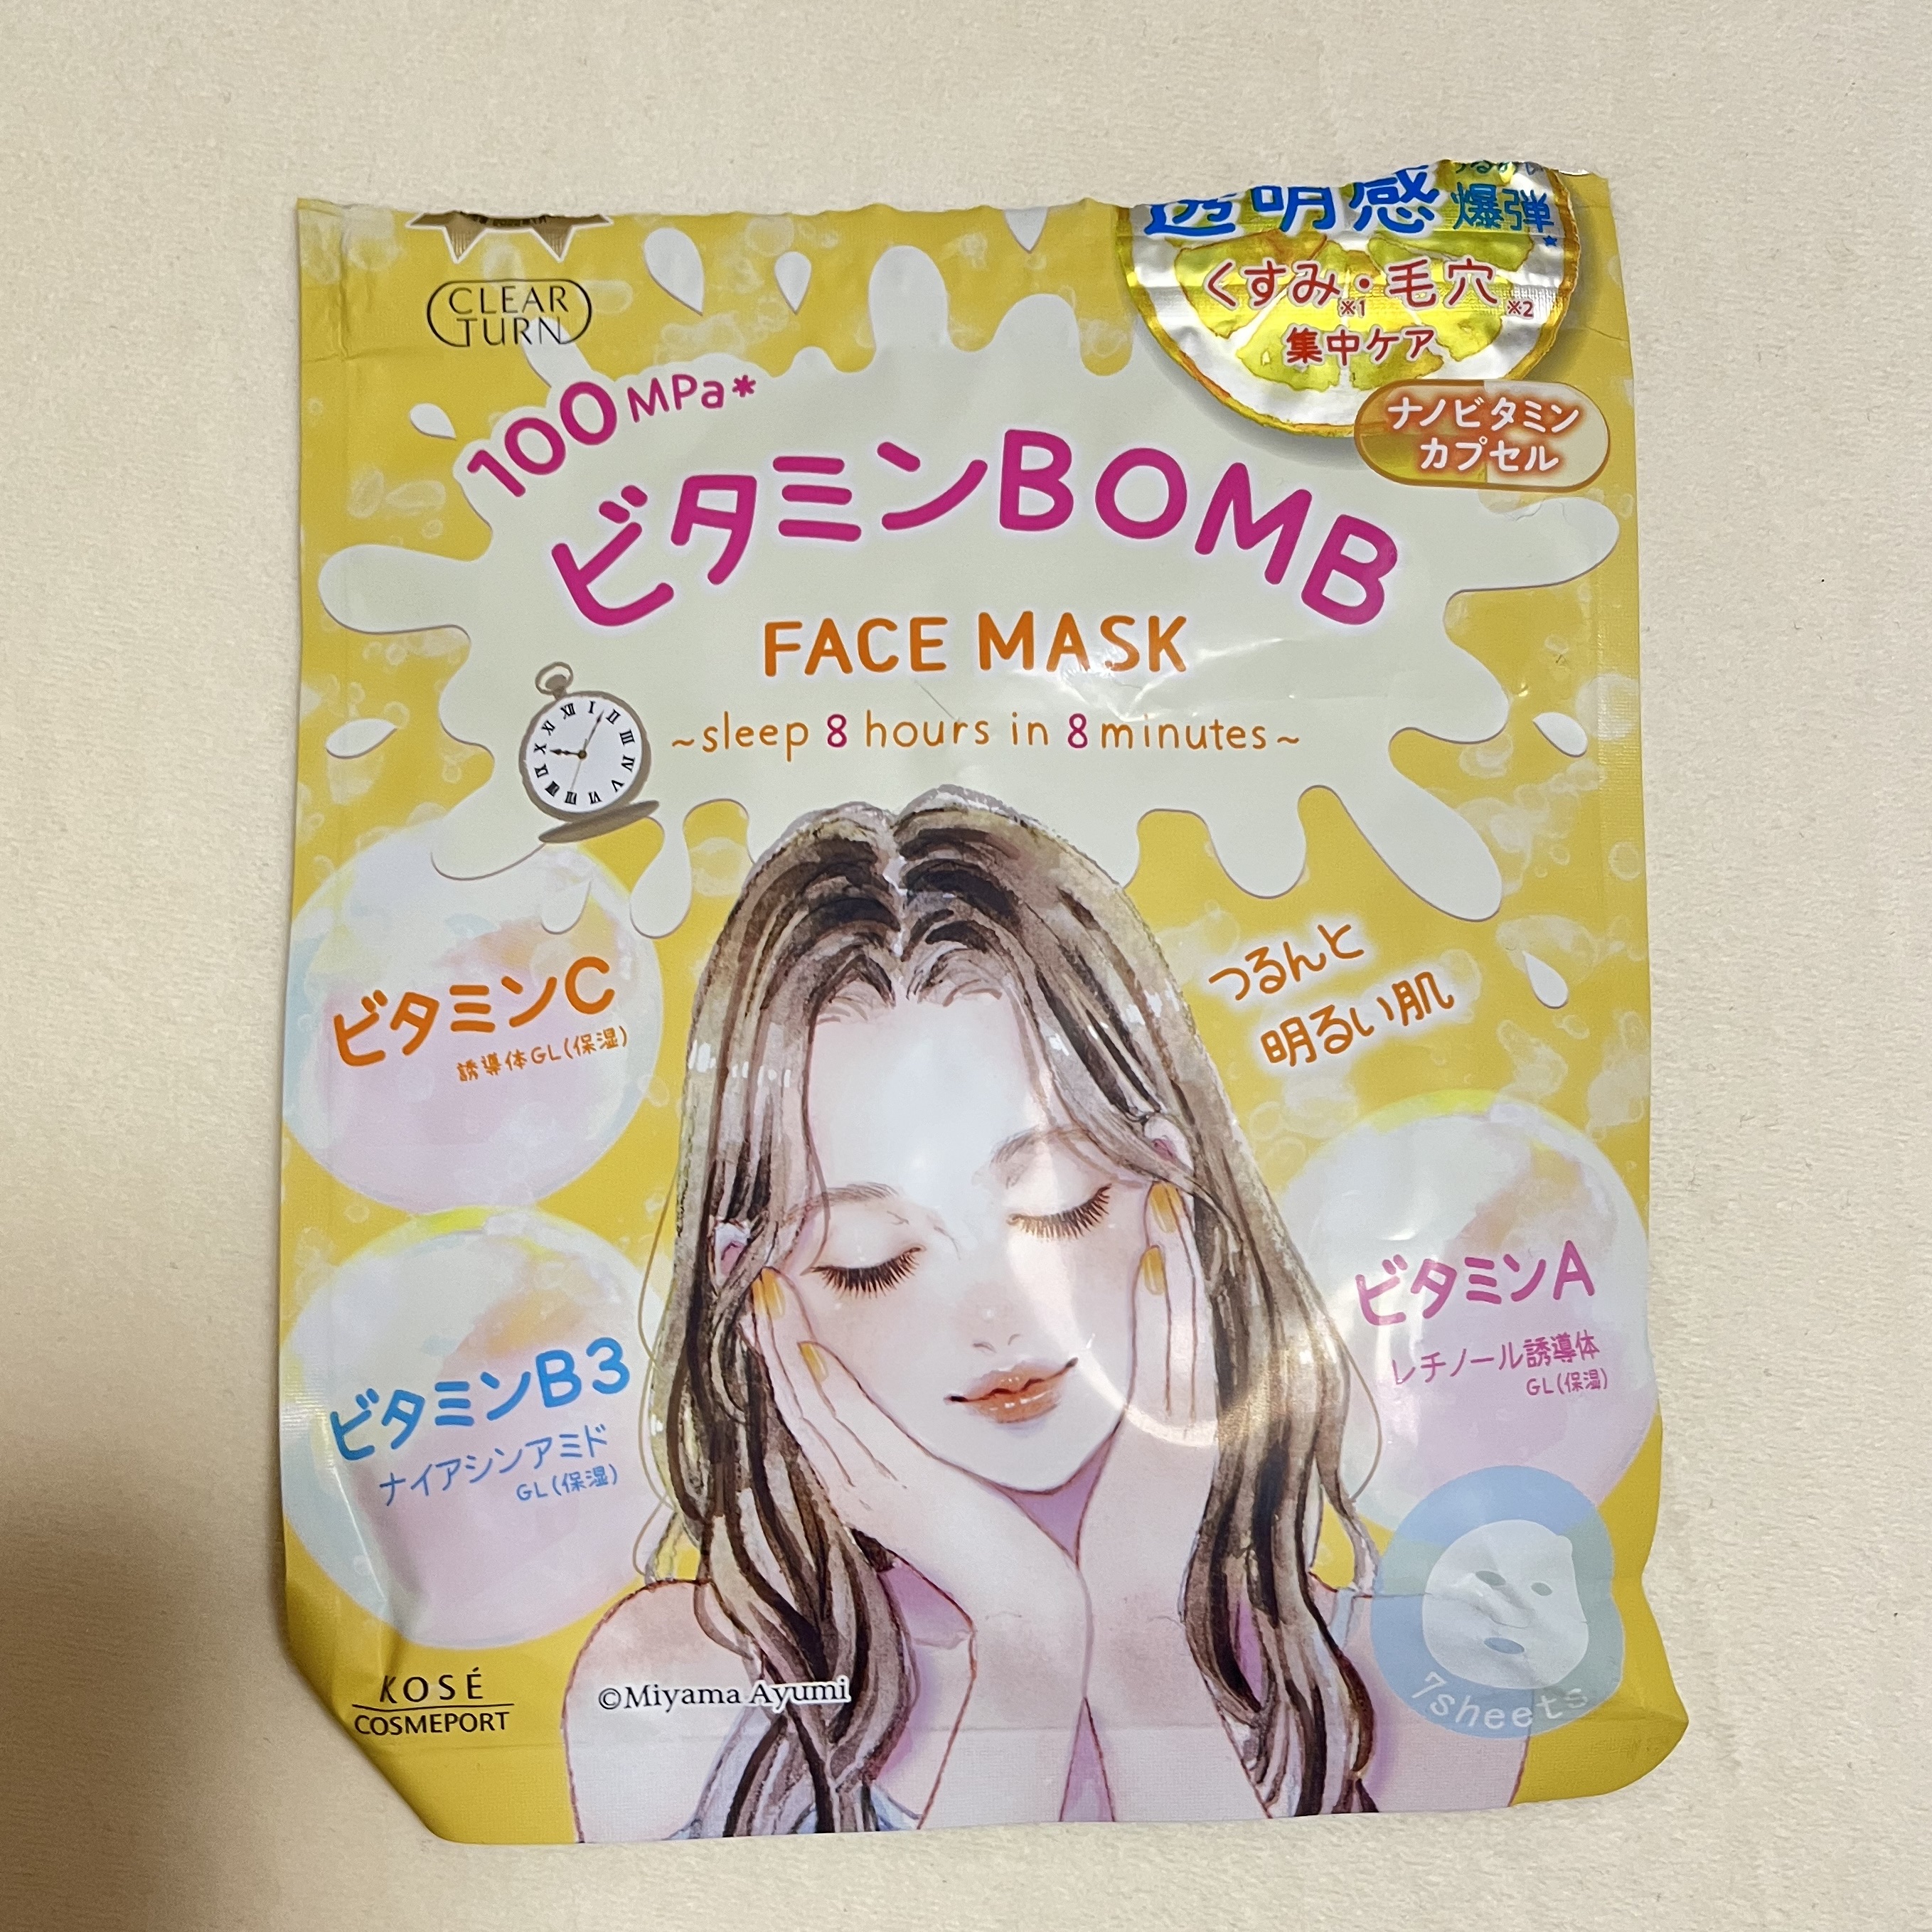 透明感 爆弾
CLEAR
TURN
くすみ※1・毛穴※2
集中ケア
ナノビタミン
カプセル
100MPa*
ビタミンBOMB
FACE MASK
~sleep 8 hours in 8 minutes~
つるんと
明るい肌
ビタミンC
誘導体GL(保湿)
ビタミンA
レチノール誘導体
GL(保湿)
ビタミンB3
ナイアシンアミド
GL(保湿)
7sheets
KOSÉ
COSMEPORT
©Miyama Ayumi